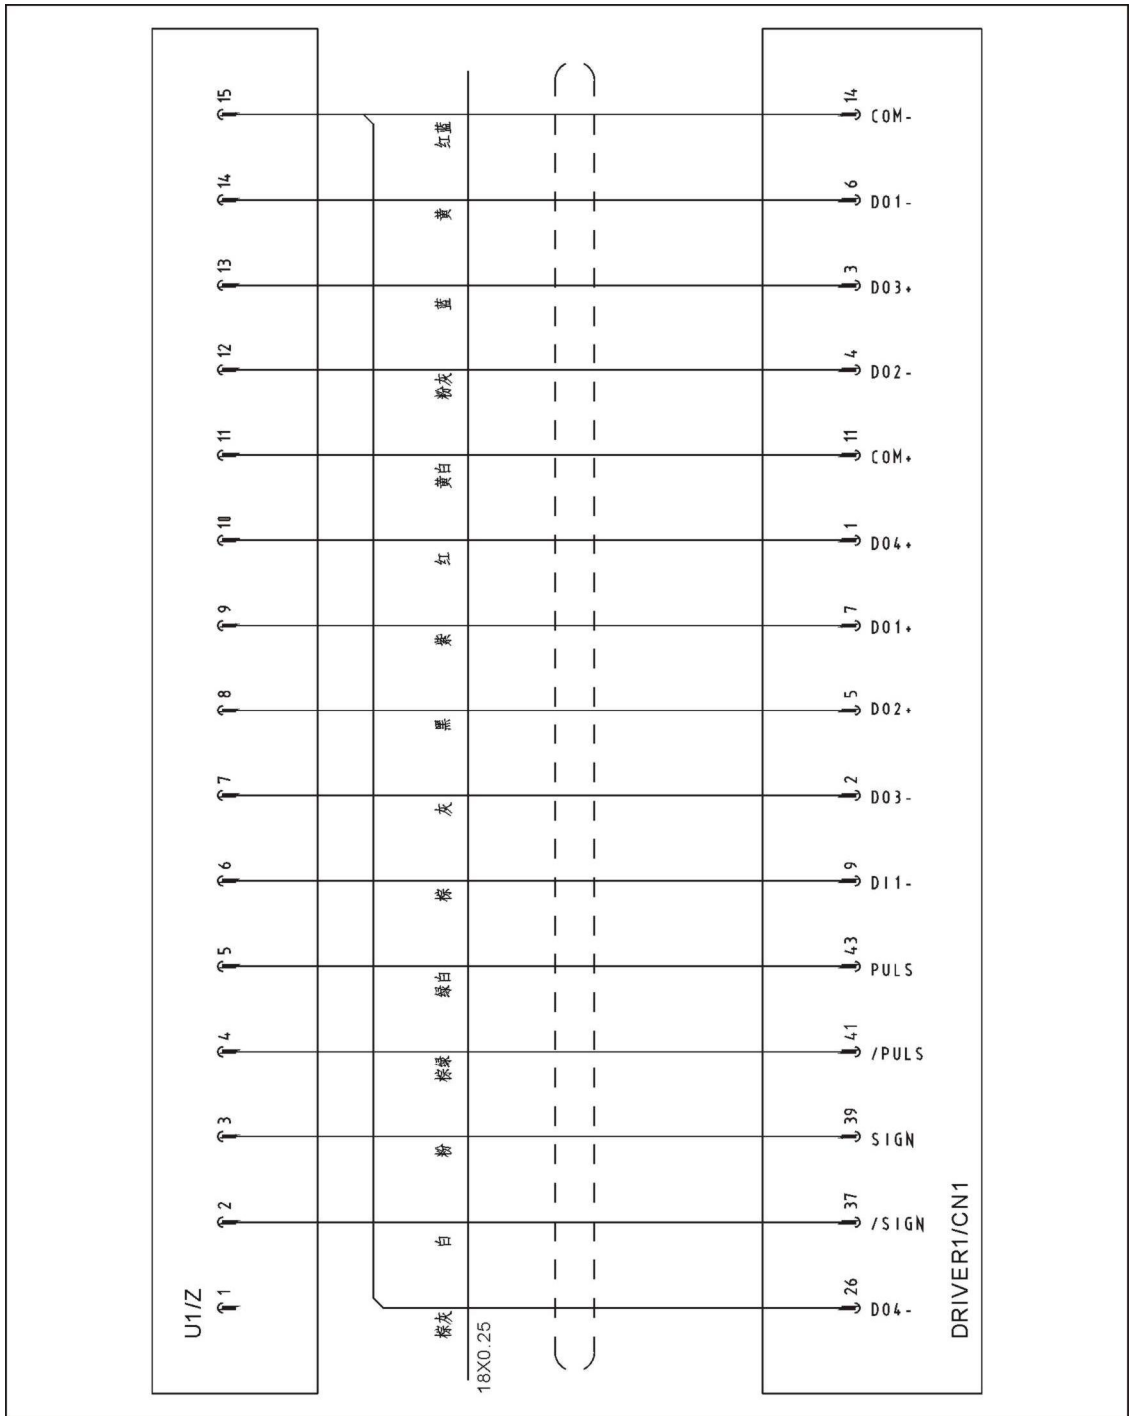 15 红蓝 14 COM-
14 黄 6 DO1-
13 蓝 3 DO3+
12 粉灰 4 DO2-
11 黄白 11 COM+
10 红 1 DO4+
9 紫 7 DO1+
8 黑 5 DO2+
7 灰 2 DO3-
6 棕 9 DI1-
5 绿白 43 PULS
4 棕绿 41 /PULS
3 粉 39 SIGN
2 白 37 /SIGN
1 棕灰 26 DO4-
U1/Z
18X0.25
DRIVER1/CN1